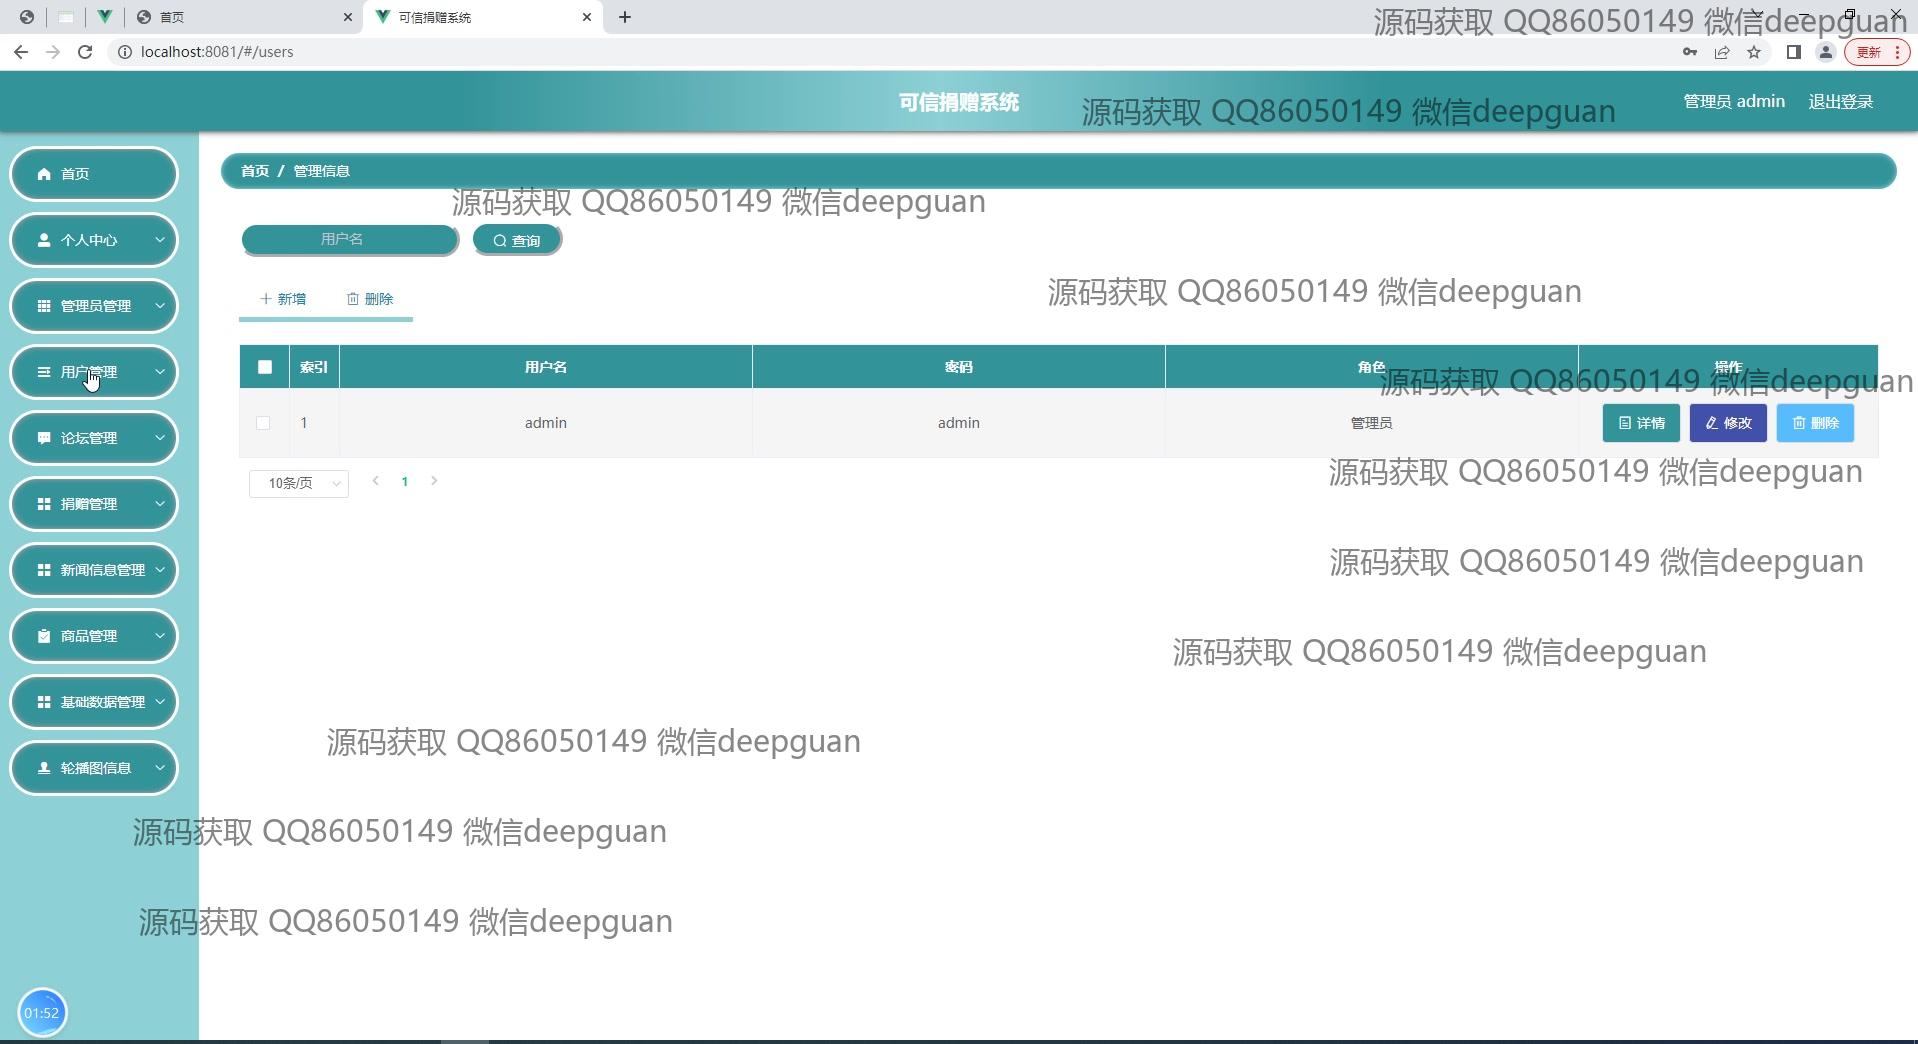 首页
可信捐赠系统
源码获取 QQ86050149 微信deepguan
localhost:8081/#/users
更新
可信捐赠系统
源码获取 QQ86050149 微信deepguan
管理员 admin
退出登录
首页
首页 / 管理信息
源码获取 QQ86050149 微信deepguan
个人中心
用户名
查询
源码获取 QQ86050149 微信deepguan
新增
删除
管理员管理
索引
用户名
密码
角色
操作
源码获取 QQ86050149 微信deepguan
用户管理
1
admin
admin
管理员
详情
修改
删除
论坛管理
源码获取 QQ86050149 微信deepguan
10条/页
1
捐赠管理
源码获取 QQ86050149 微信deepguan
新闻信息管理
商品管理
源码获取 QQ86050149 微信deepguan
基础数据管理
源码获取 QQ86050149 微信deepguan
轮播图信息
源码获取 QQ86050149 微信deepguan
源码获取 QQ86050149 微信deepguan
01:52